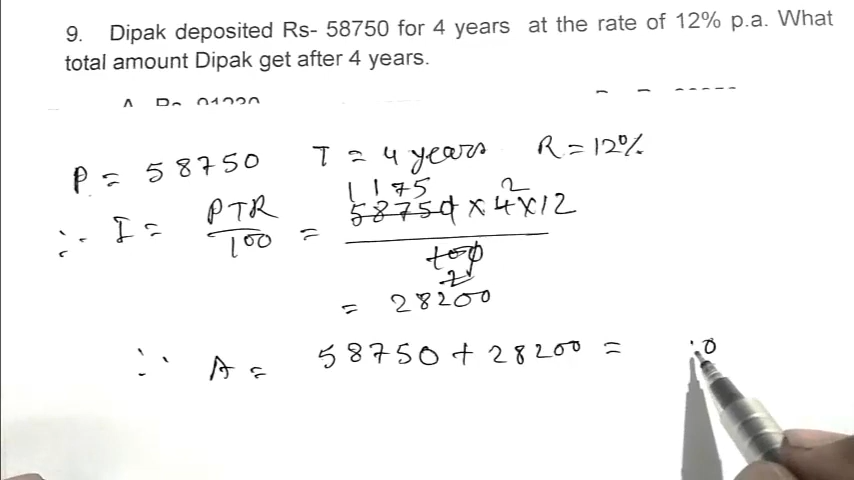 9. Dipak deposited Rs- 58750 for 4 years at the rate of 12% p.a. What
total amount Dipak get after 4 years.
P = 58750 T = 4 years R = 12%
1175 2
∴ I = PTR/100 = 58750 × 4 × 12 / 100
2
= 28200
∴ A = 58750 + 28200 = 0